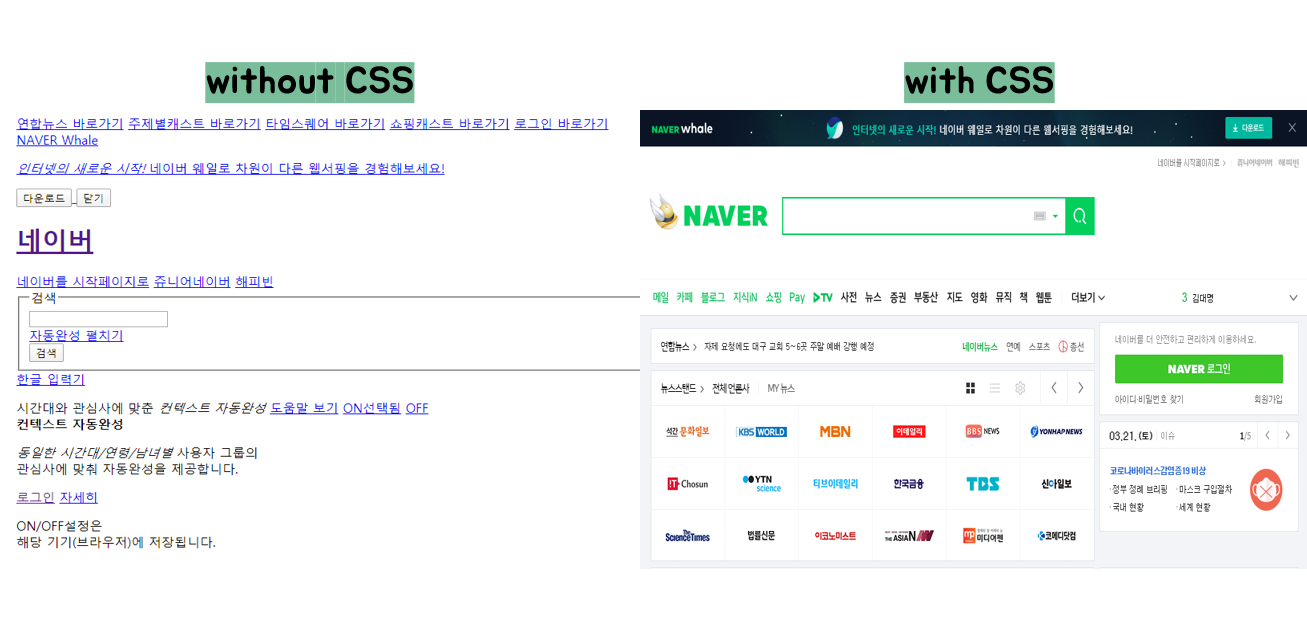 without CSS
연합뉴스 바로가기 주제별캐스트 바로가기 타임스퀘어 바로가기 쇼핑캐스트 바로가기 로그인 바로가기
NAVER Whale
인터넷의 새로운 시작! 네이버 웨일로 차원이 다른 웹서핑을 경험해보세요!
다운로드 닫기
네이버
네이버를 시작페이지로 쥬니어네이버 해피빈
검색
자동완성 펼치기
검색
한글 입력기
시간대와 관심사에 맞춘 컨텍스트 자동완성 도움말 보기 ON선택됨 OFF
컨텍스트 자동완성
동일한 시간대/연령/남녀별 사용자 그룹의
관심사에 맞춰 자동완성을 제공합니다.
로그인 자세히
ON/OFF설정은
해당 기기(브라우저)에 저장됩니다.
with CSS
NAVER whale 인터넷의 새로운 시작! 네이버 웨일로 차원이 다른 웹서핑을 경험해보세요! 다운로드
네이버를 시작페이지로 쥬니어네이버 해피빈
NAVER
메일 카페 블로그 지식iN 쇼핑 Pay TV 사전 뉴스 증권 부동산 지도 영화 뮤직 책 웹툰 더보기 3 김대명
연합뉴스 자체 요청에도 대구 교회 5~6곳 주말 예배 강행 예정 네이버뉴스 연예 스포츠 총선
뉴스스탠드 전체언론사 MY뉴스
석간 문화일보 KBS WORLD MBN 이데일리 BBS NEWS YONHAP NEWS
Chosun YTN science 티브이데일리 한국금융 TBS 신아일보
The ScienceTimes 법률신문 이코노미스트 THE ASIAN 미디어펜 코메디닷컴
네이버를 더 안전하고 편리하게 이용하세요.
NAVER 로그인
아이디·비밀번호 찾기 회원가입
03.21. (토) 이슈 1/5
코로나바이러스감염증19 비상
·정부 정례 브리핑 ·마스크 구입절차
·국내 현황 ·세계 현황